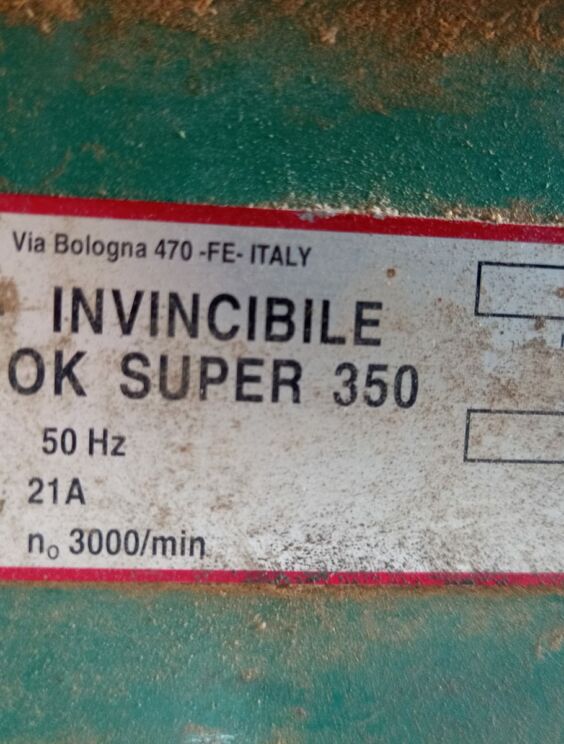 Via Bologna 470 -FE- ITALY
INVINCIBILE
OK SUPER 350
50 Hz
21A
n₀ 3000/min